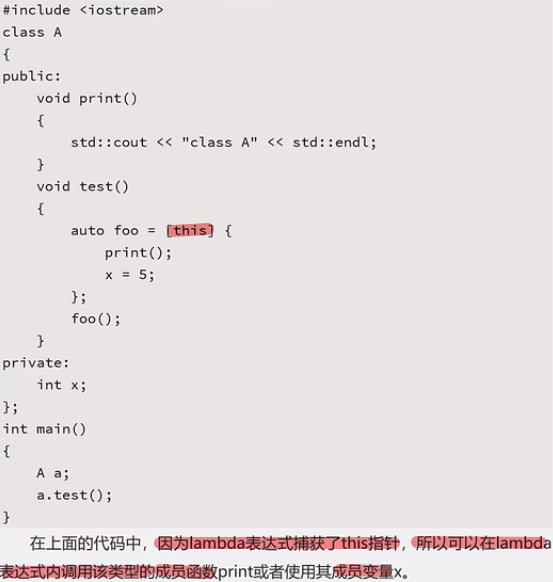 #include <iostream>
class A
{
public:
    void print()
    {
        std::cout << "class A" << std::endl;
    }
    void test()
    {
        auto foo = [this] {
            print();
            x = 5;
        };
        foo();
    }
private:
    int x;
};
int main()
{
    A a;
    a.test();
}
在上面的代码中，因为lambda表达式捕获了this指针，所以可以在lambda
表达式内调用该类型的成员函数print或者使用其成员变量x。